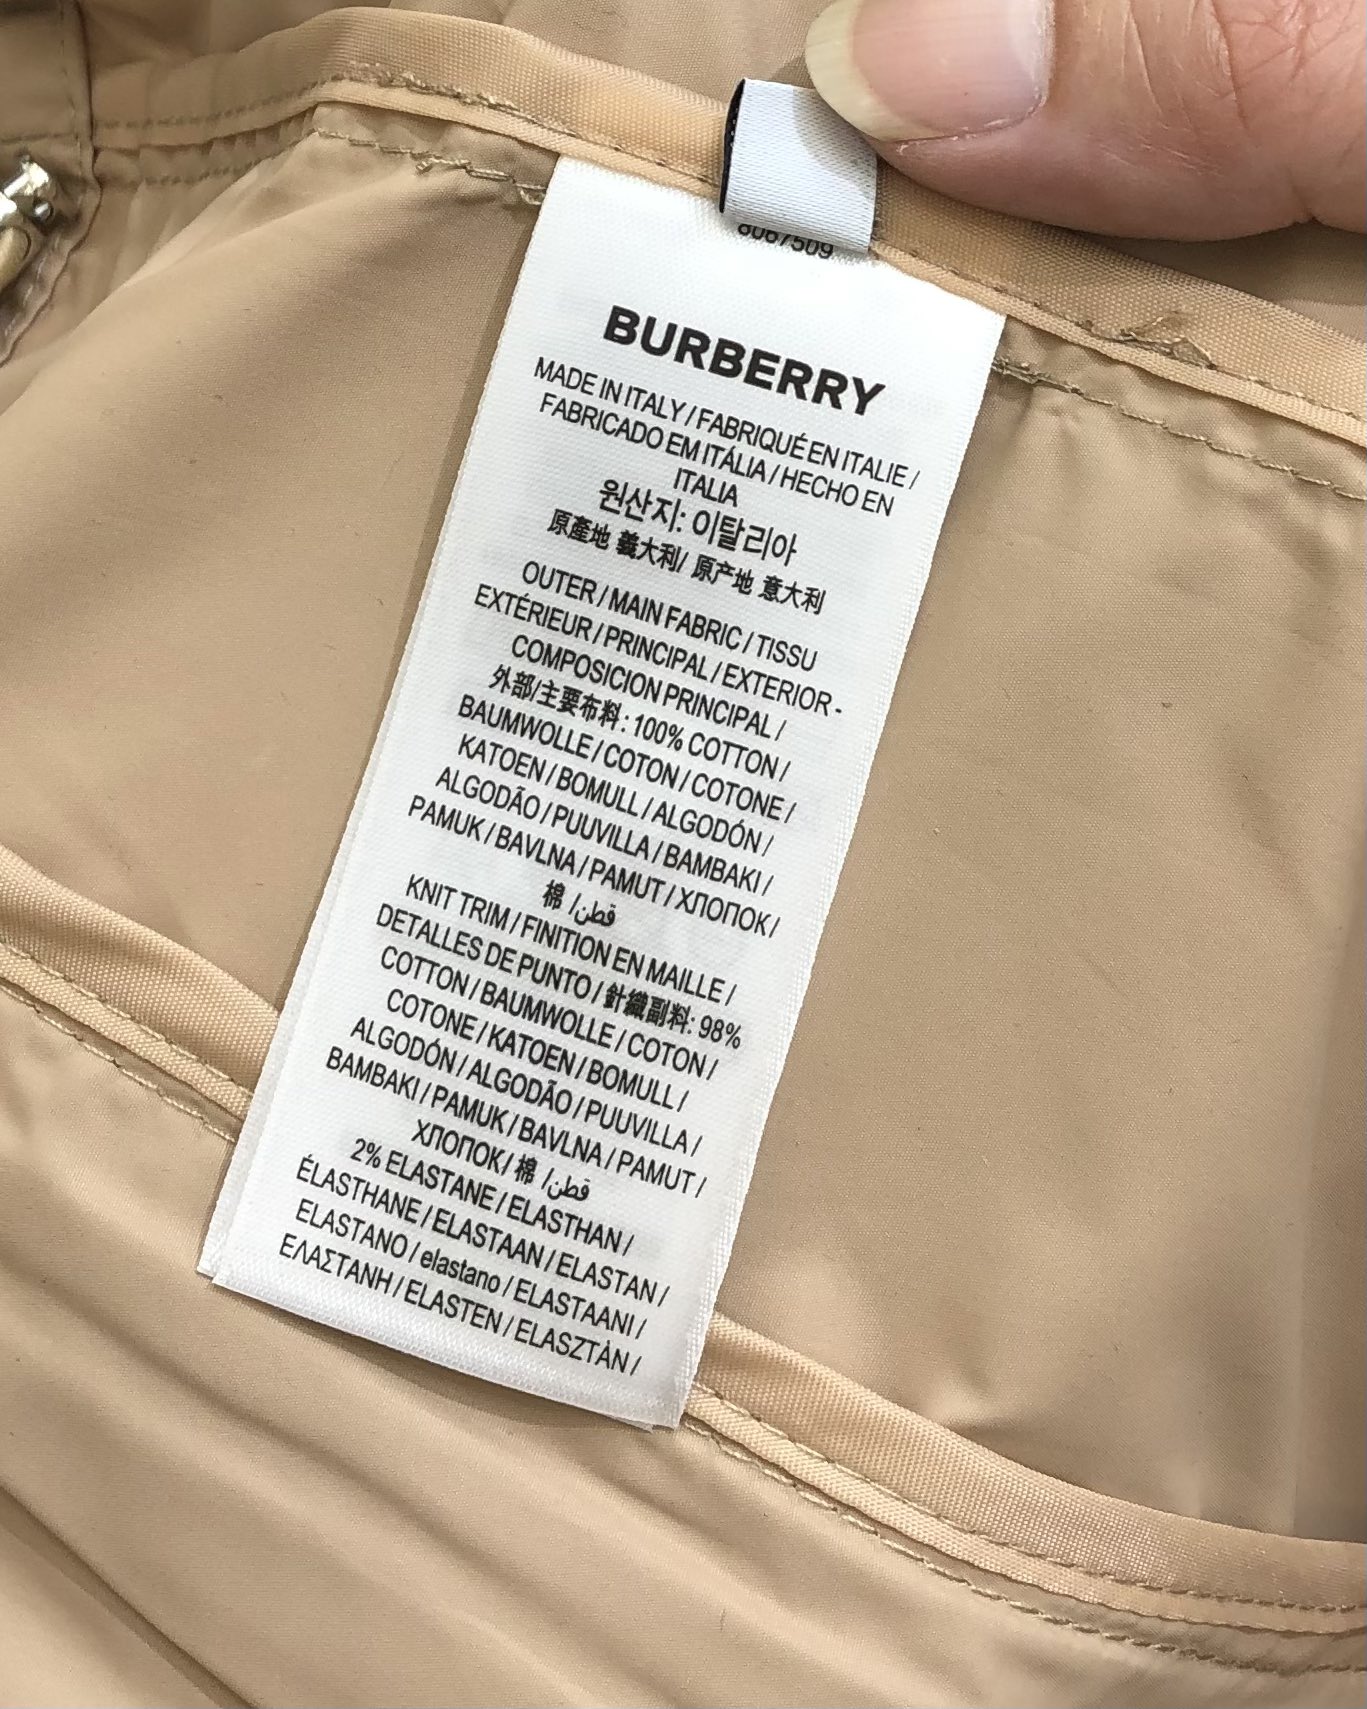 8087509
BURBERRY
MADE IN ITALY / FABRIQUÉ EN ITALIE /
FABRICADO EM ITÁLIA / HECHO EN
ITALIA
원산지: 이탈리아
原產地 義大利/ 原产地 意大利
OUTER / MAIN FABRIC / TISSU
EXTÉRIEUR / PRINCIPAL / EXTERIOR -
COMPOSICION PRINCIPAL /
外部/主要布料: 100% COTTON /
BAUMWOLLE / COTON / COTONE /
KATOEN / BOMULL / ALGODÓN /
ALGODÃO / PUUVILLA / BAMBAKI /
PAMUK / BAVLNA / PAMUT / ХЛОПОК /
棉 /قطن
KNIT TRIM / FINITION EN MAILLE /
DETALLES DE PUNTO / 針織副料: 98%
COTTON / BAUMWOLLE / COTON /
COTONE / KATOEN / BOMULL /
ALGODÓN / ALGODÃO / PUUVILLA /
BAMBAKI / PAMUK / BAVLNA / PAMUT /
ХЛОПОК / 棉 /قطن
2% ELASTANE / ELASTHAN /
ÉLASTHANE / ELASTAAN / ELASTAN /
ELASTANO / elastano / ELASTAANI /
ΕΛΑΣΤΑΝΗ / ELASTEN / ELASZTÀN /